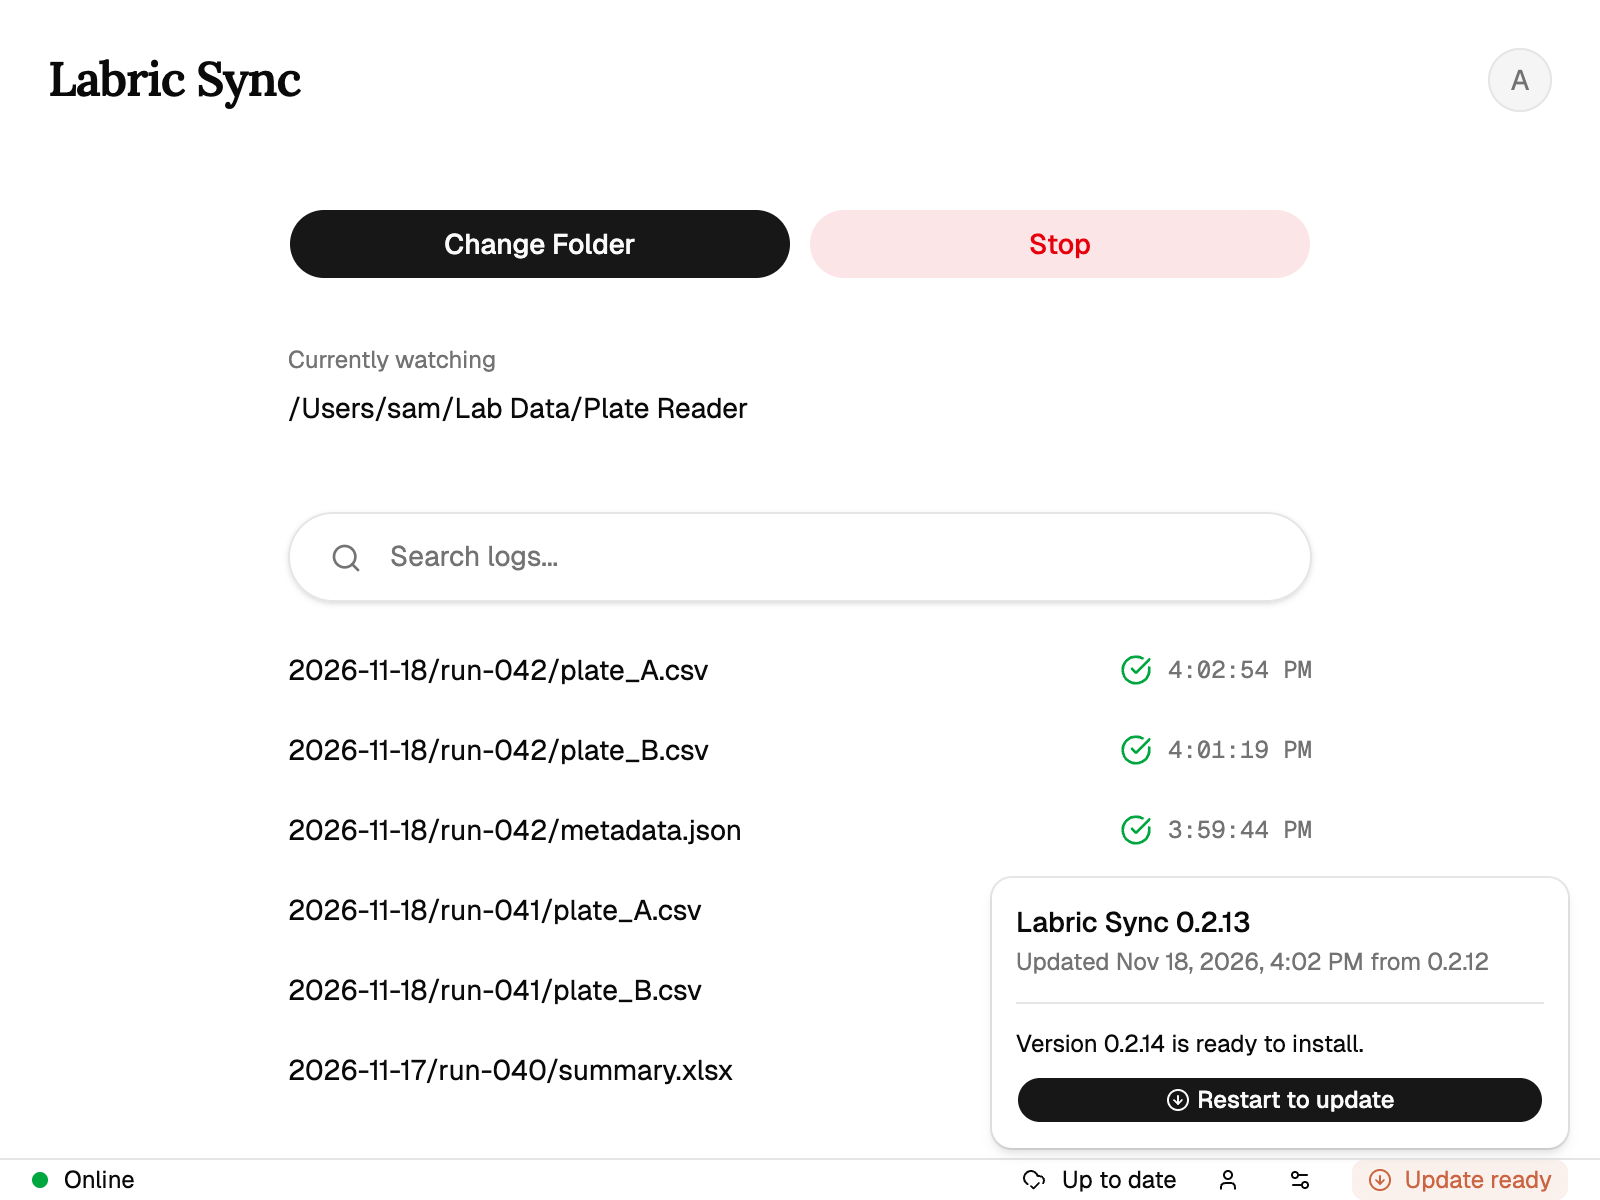 Labric Sync
A
Change Folder
Stop
Currently watching
/Users/sam/Lab Data/Plate Reader
Search logs...
2026-11-18/run-042/plate_A.csv 4:02:54 PM
2026-11-18/run-042/plate_B.csv 4:01:19 PM
2026-11-18/run-042/metadata.json 3:59:44 PM
2026-11-18/run-041/plate_A.csv
2026-11-18/run-041/plate_B.csv
2026-11-17/run-040/summary.xlsx
Labric Sync 0.2.13
Updated Nov 18, 2026, 4:02 PM from 0.2.12
Version 0.2.14 is ready to install.
Restart to update
Online
Up to date
Update ready